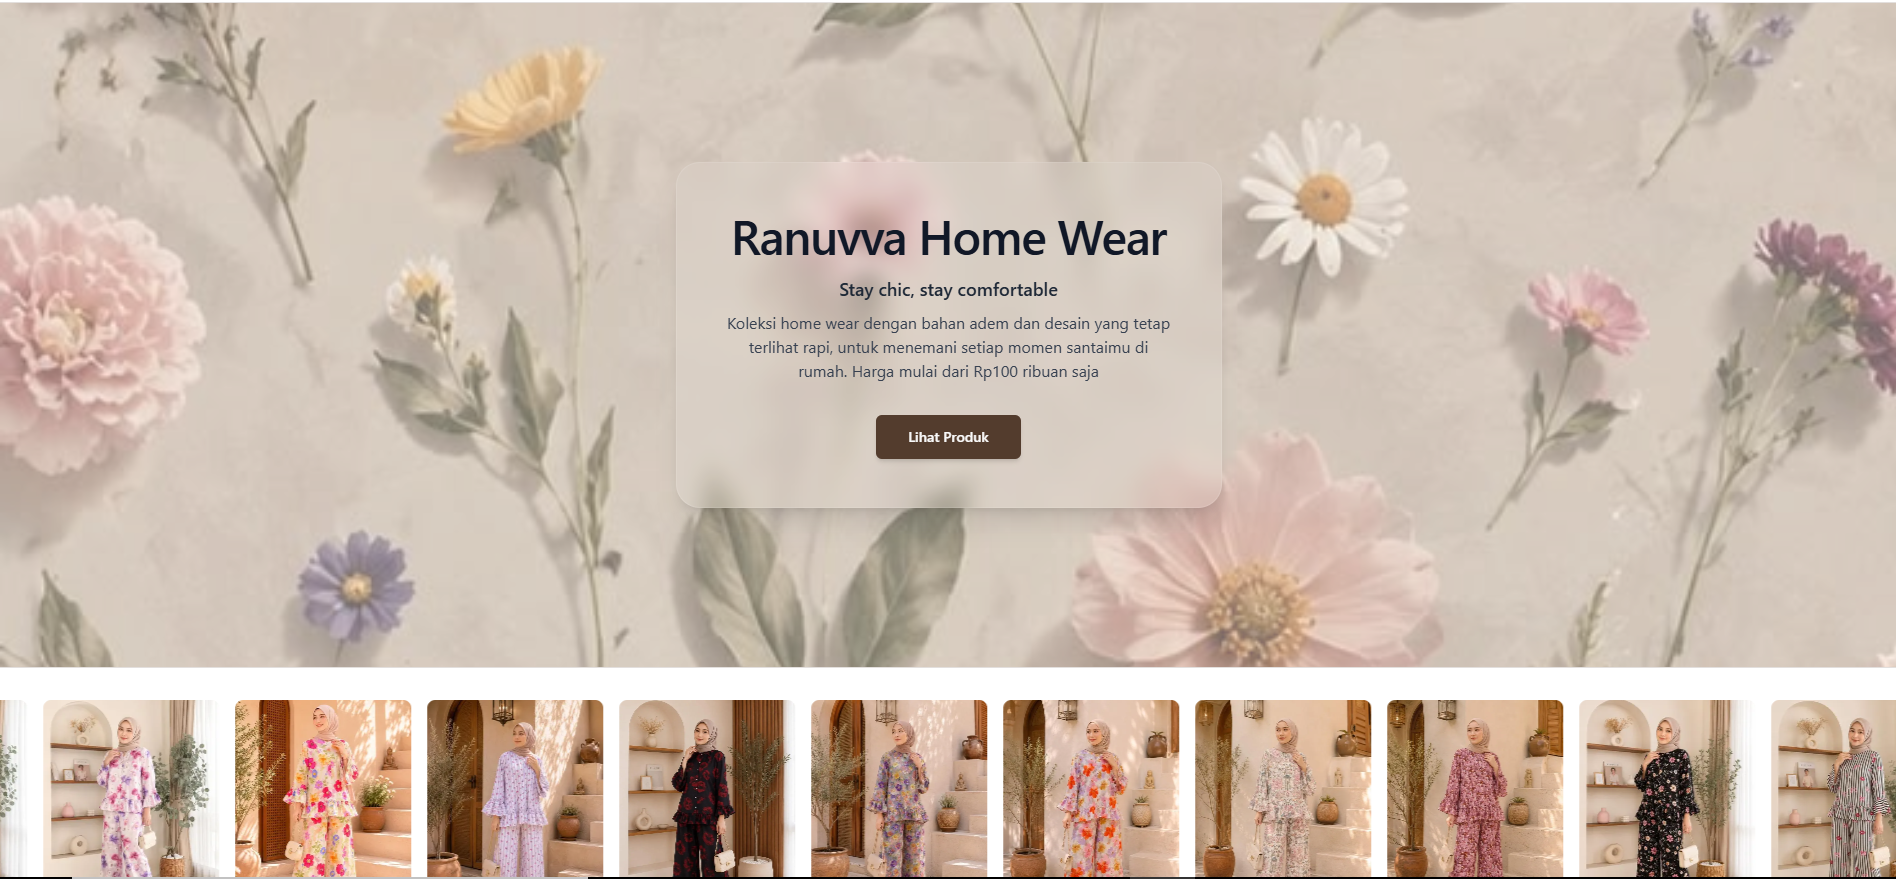 Ranuvva Home Wear
Stay chic, stay comfortable
Koleksi home wear dengan bahan adem dan desain yang tetap
terlihat rapi, untuk menemani setiap momen santaimu di
rumah. Harga mulai dari Rp100 ribuan saja
Lihat Produk